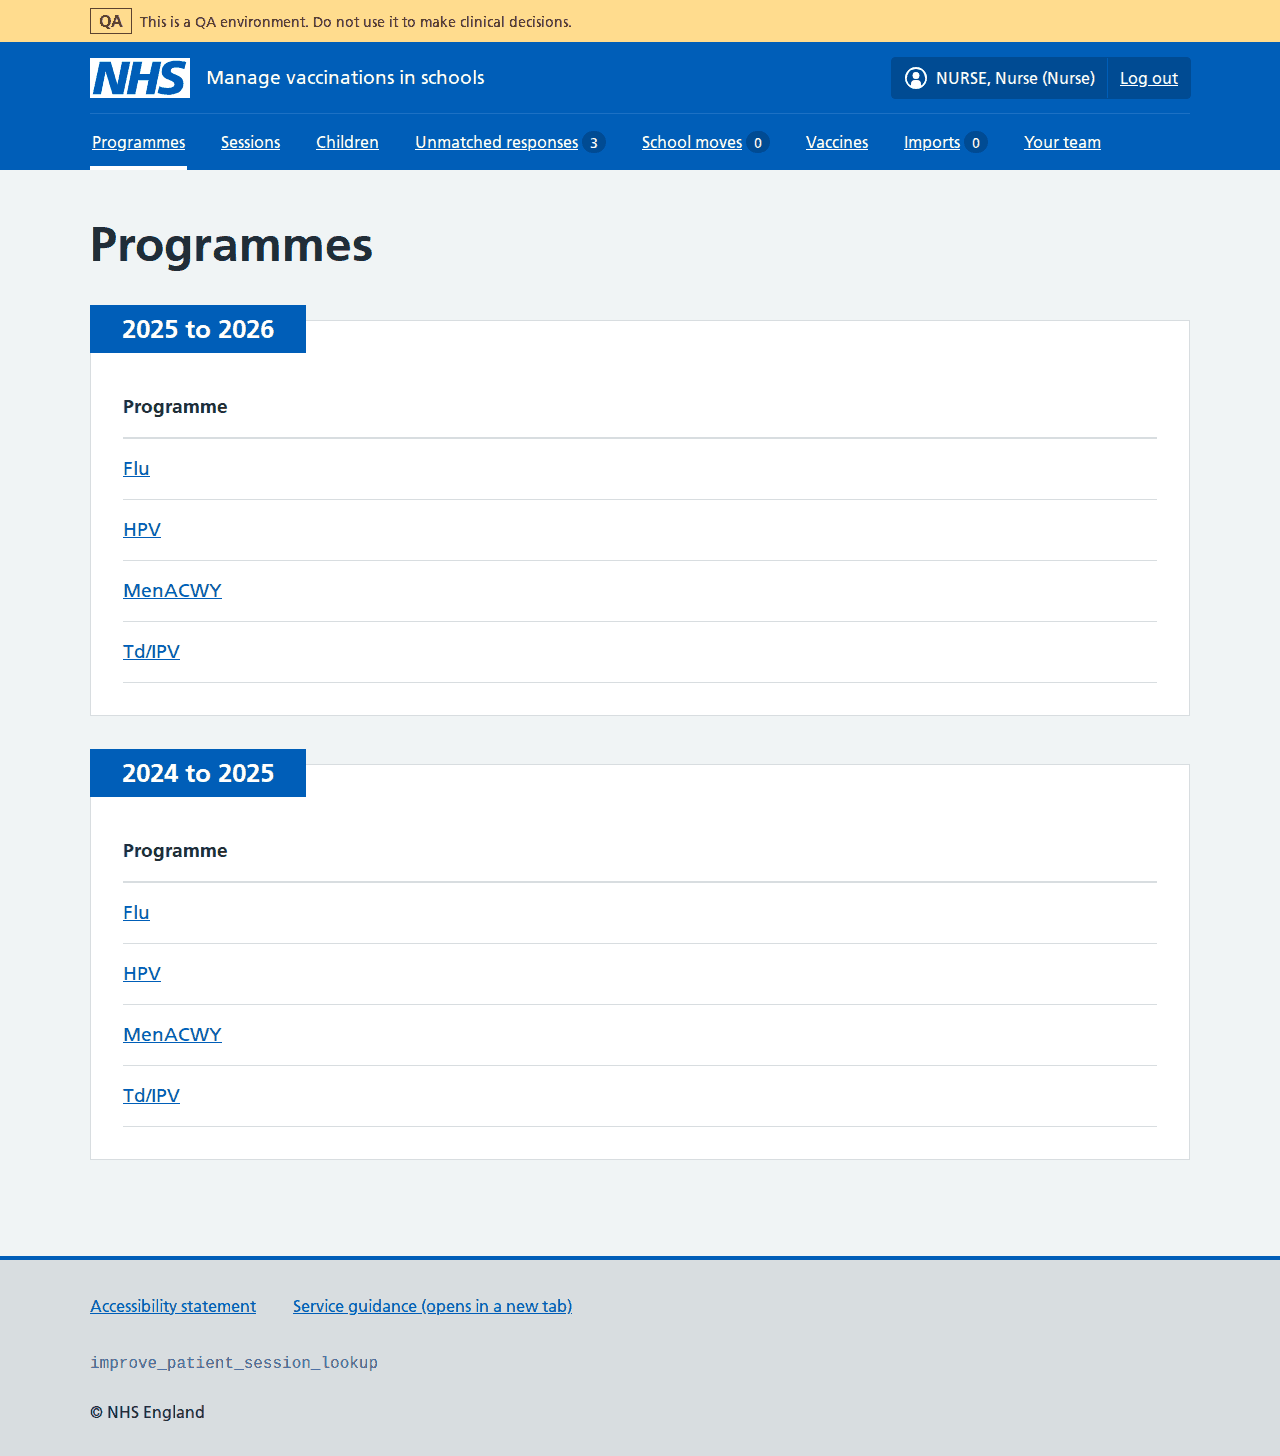 QA This is a QA environment. Do not use it to make clinical decisions.
NHS Manage vaccinations in schools NURSE, Nurse (Nurse) Log out
Programmes Sessions Children Unmatched responses 3 School moves 0 Vaccines Imports 0 Your team
Programmes
2025 to 2026
Programme
Flu
HPV
MenACWY
Td/IPV
2024 to 2025
Programme
Flu
HPV
MenACWY
Td/IPV
Accessibility statement Service guidance (opens in a new tab)
improve_patient_session_lookup
© NHS England